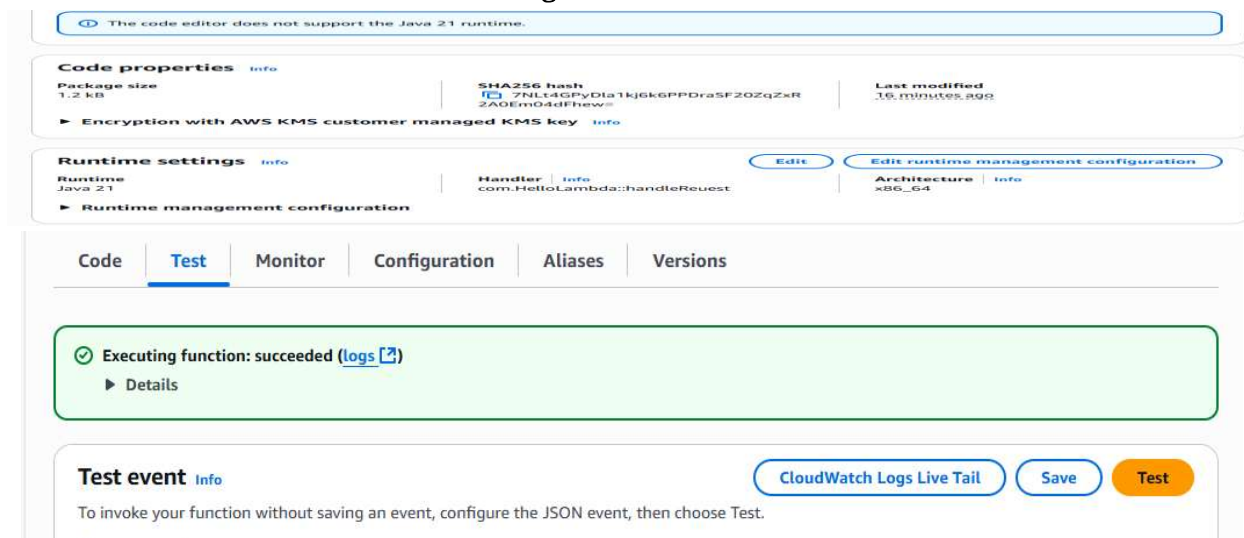 The code editor does not support the Java 21 runtime.
Code properties Info
Package size SHA256 hash Last modified
1.2 kB 7NLt4GPyDla1kj6k6PPDraSF20ZqZxR 16 minutes ago
2A0Em04dFhew=
Encryption with AWS KMS customer managed KMS key Info
Runtime settings Info Edit Edit runtime management configuration
Runtime Handler Info Architecture Info
Java 21 com.HelloLambda::handleReuest x86_64
Runtime management configuration
Code Test Monitor Configuration Aliases Versions
Executing function: succeeded (logs)
Details
Test event Info CloudWatch Logs Live Tail Save Test
To invoke your function without saving an event, configure the JSON event, then choose Test.